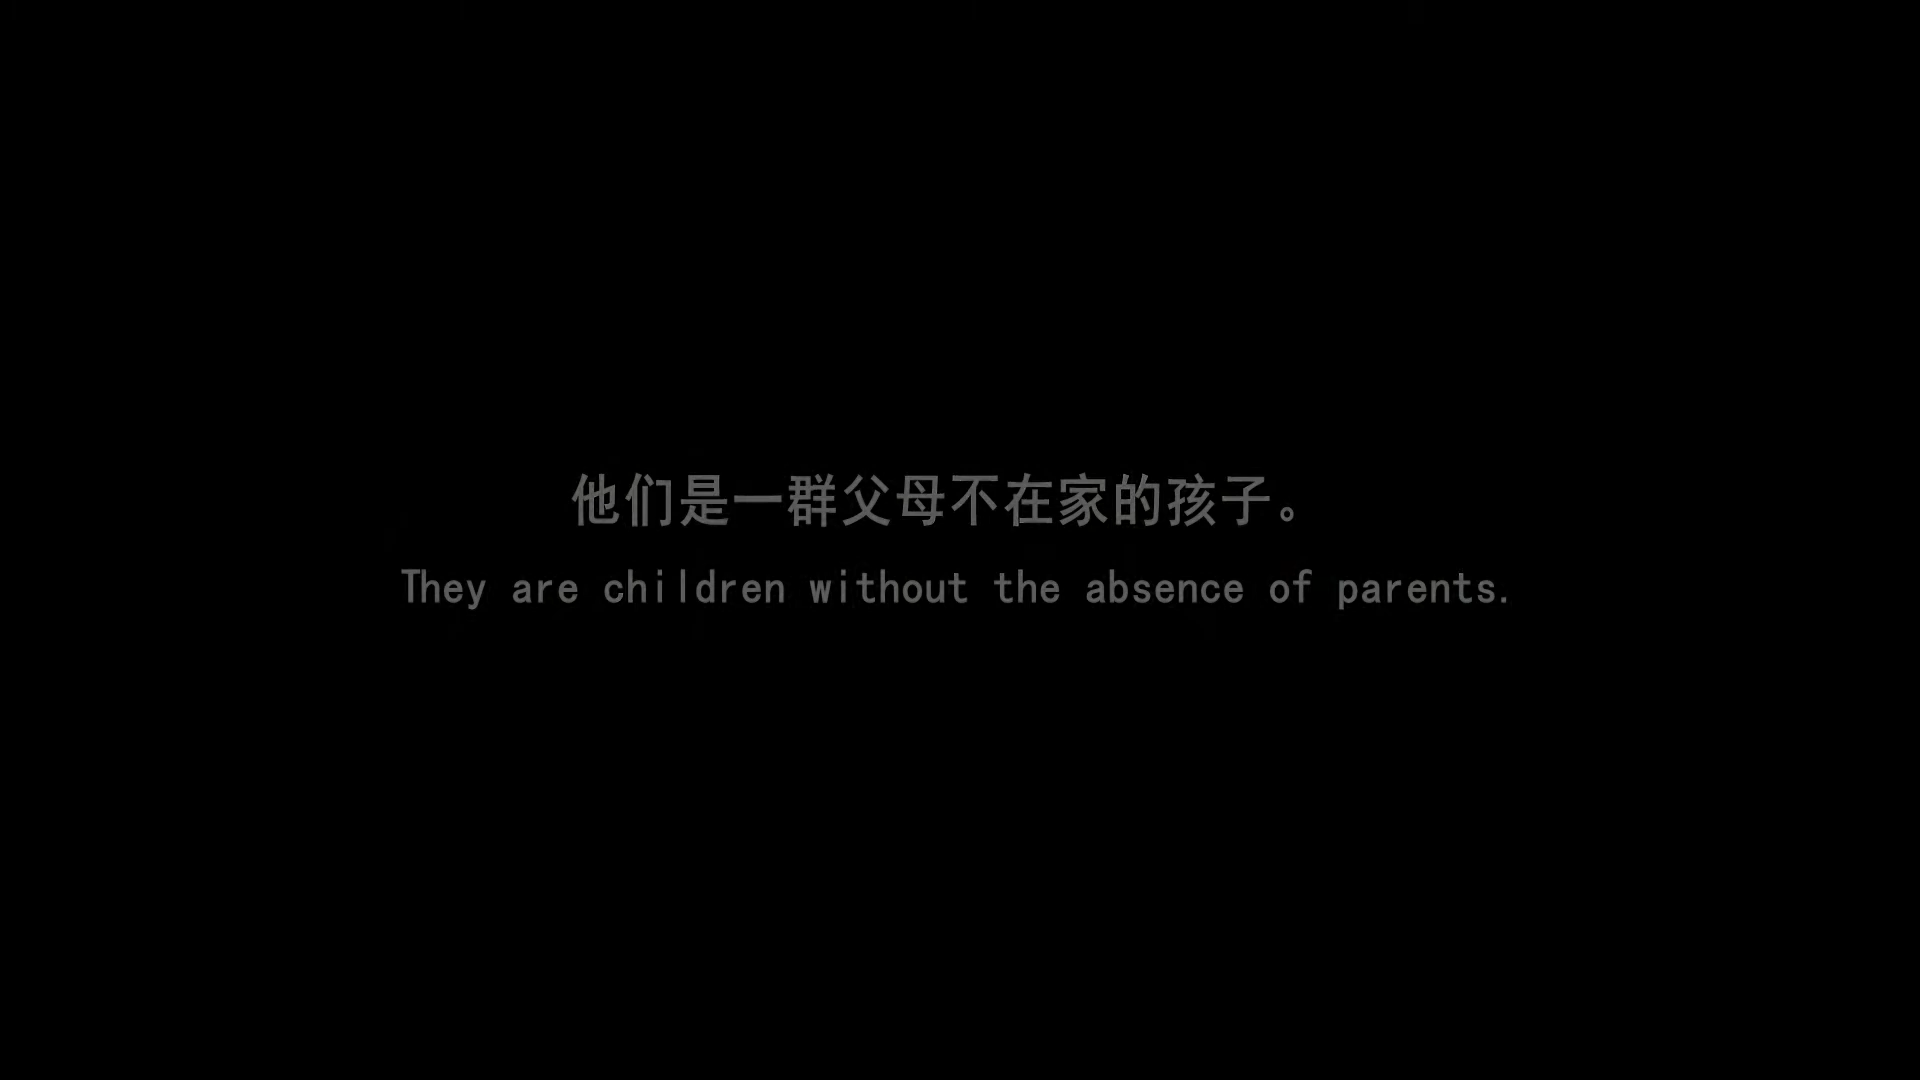 他们是一群父母不在家的孩子。
They are children without the absence of parents.